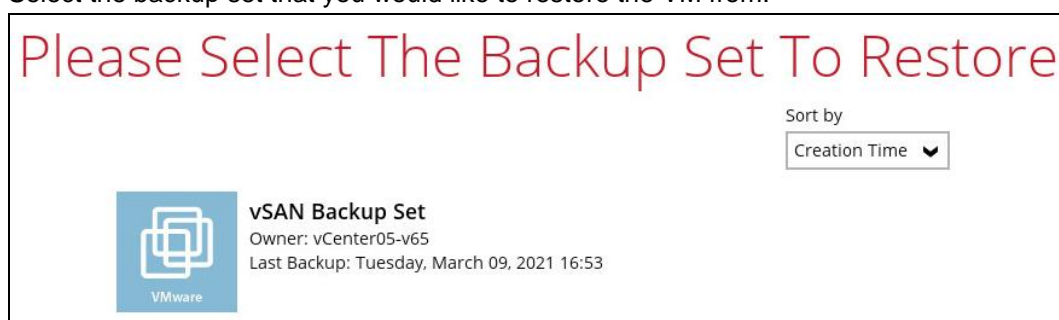 Select the backup set that you would like to restore the VM from.
Please Select The Backup Set To Restore
Sort by
Creation Time
vSAN Backup Set
Owner: vCenter05-v65
Last Backup: Tuesday, March 09, 2021 16:53
VMware